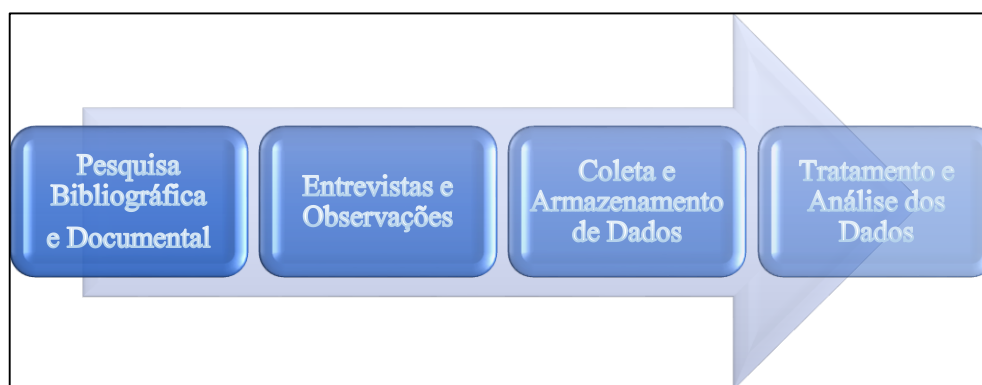 Pesquisa
Bibliográfica
e Documental
Entrevistas e
Observações
Coleta e
Armazenamento
de Dados
Tratamento e
Análise dos
Dados